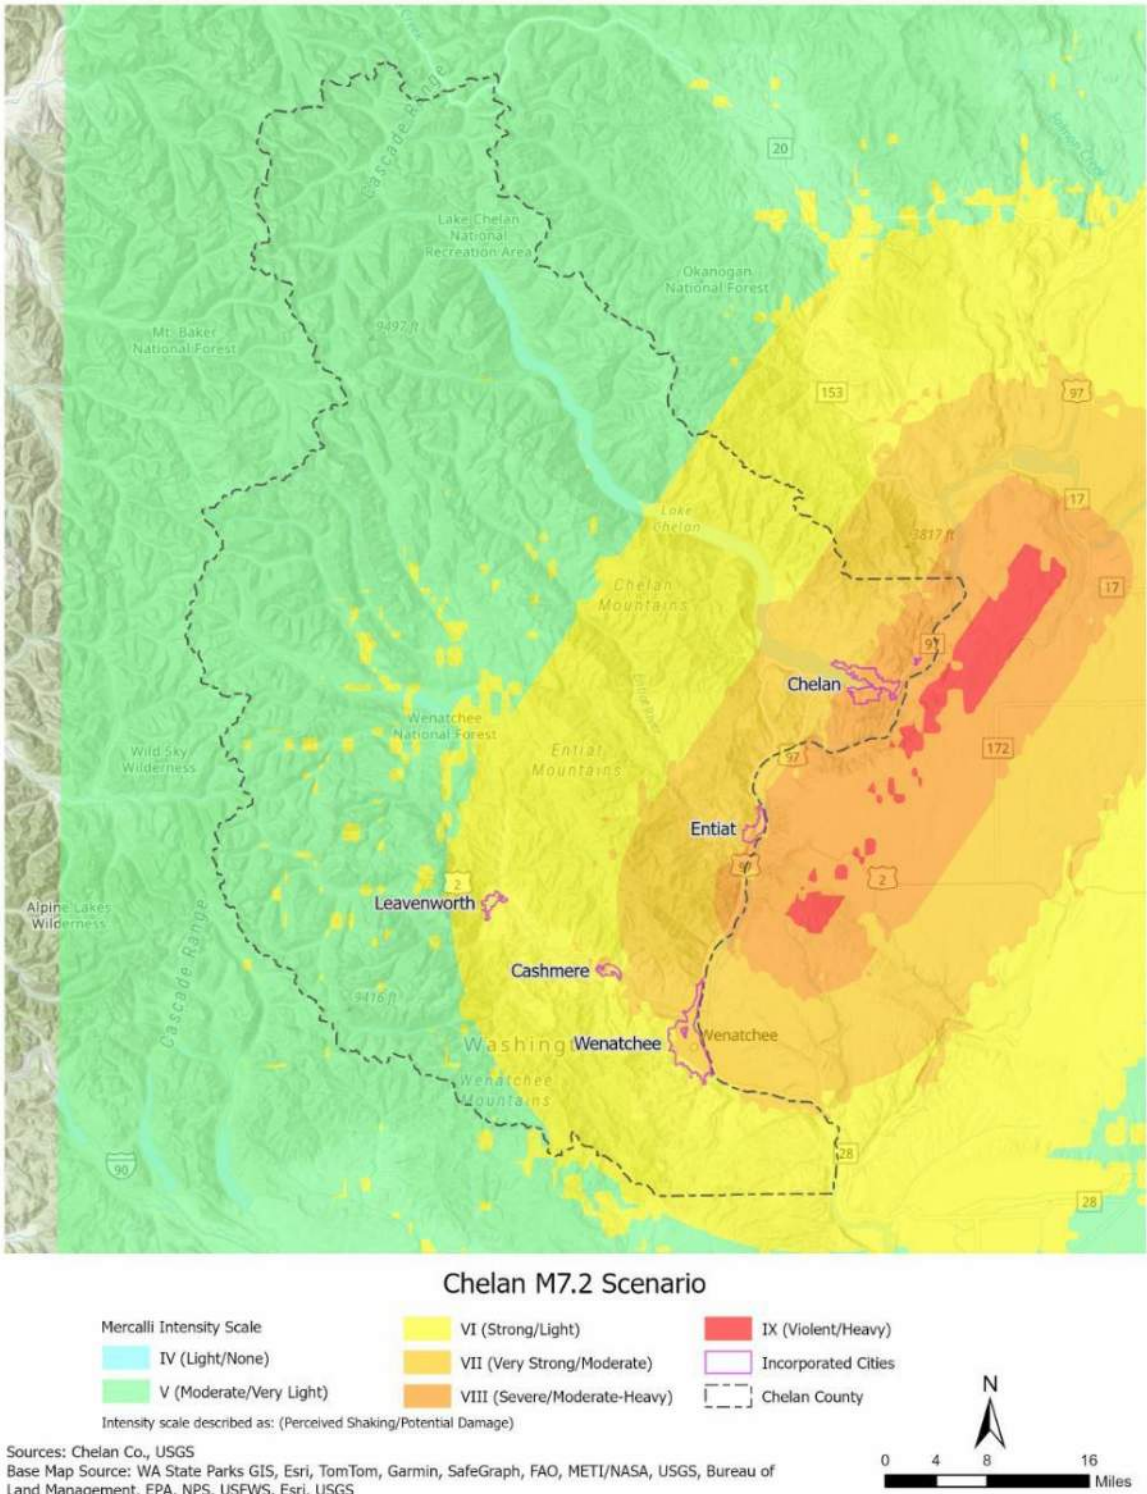 Cascade Range
20
Lake Chelan
National
Recreation Area
Okanogan
National Forest
9497 ft
Mt. Baker
National Forest
153
97
17
Lake
Chelan
3817 ft
Chelan
Mountains
17
97
Chelan
Wenatchee
National Forest
Wild Sky
Wilderness
Entiat
Mountains
97
172
Entiat
97
2
2
Leavenworth
Alpine Lakes
Wilderness
Cascade Range
Cashmere
9416 ft
Washingt
Wenatchee
Wenatchee
Wenatchee
Mountains
90
28
28
Chelan M7.2 Scenario
Mercalli Intensity Scale
IV (Light/None)
V (Moderate/Very Light)
VI (Strong/Light)
VII (Very Strong/Moderate)
VIII (Severe/Moderate-Heavy)
IX (Violent/Heavy)
Incorporated Cities
Chelan County
Intensity scale described as: (Perceived Shaking/Potential Damage)
N
0 4 8 16
Miles
Sources: Chelan Co., USGS
Base Map Source: WA State Parks GIS, Esri, TomTom, Garmin, SafeGraph, FAO, METI/NASA, USGS, Bureau of
Land Management, EPA, NPS, USFWS, Esri, USGS